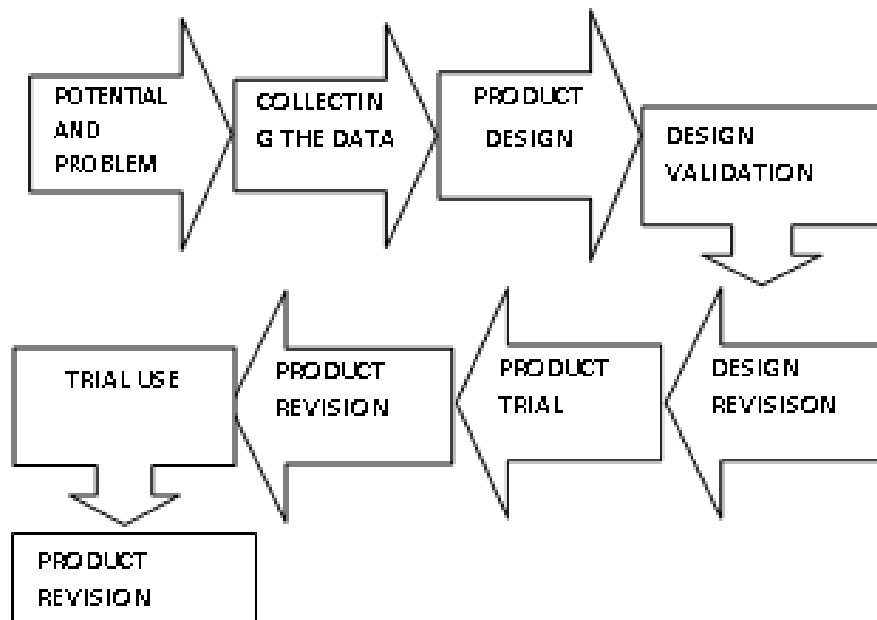 POTENTIAL
AND
PROBLEM
COLLECTIN
G THE DATA
PRODUCT
DESIGN
DESIGN
VALIDATION
DESIGN
REVISISON
PRODUCT
TRIAL
PRODUCT
REVISION
TRIAL USE
PRODUCT
REVISION